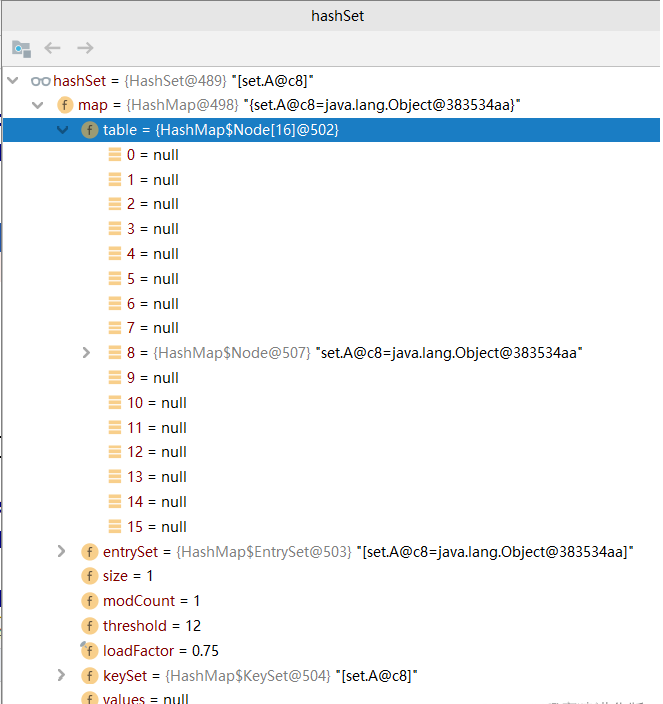 hashSet
hashSet = {HashSet@489} "[set.A@c8]"
map = {HashMap@498} "{set.A@c8=java.lang.Object@383534aa}"
f table = {HashMap$Node[16]@502}
0 = null
1 = null
2 = null
3 = null
4 = null
5 = null
6 = null
7 = null
8 = {HashMap$Node@507} "set.A@c8=java.lang.Object@383534aa"
9 = null
10 = null
11 = null
12 = null
13 = null
14 = null
15 = null
f entrySet = {HashMap$EntrySet@503} "[set.A@c8=java.lang.Object@383534aa]"
f size = 1
f modCount = 1
f threshold = 12
f loadFactor = 0.75
f keySet = {HashMap$KeySet@504} "[set.A@c8]"
f values = null